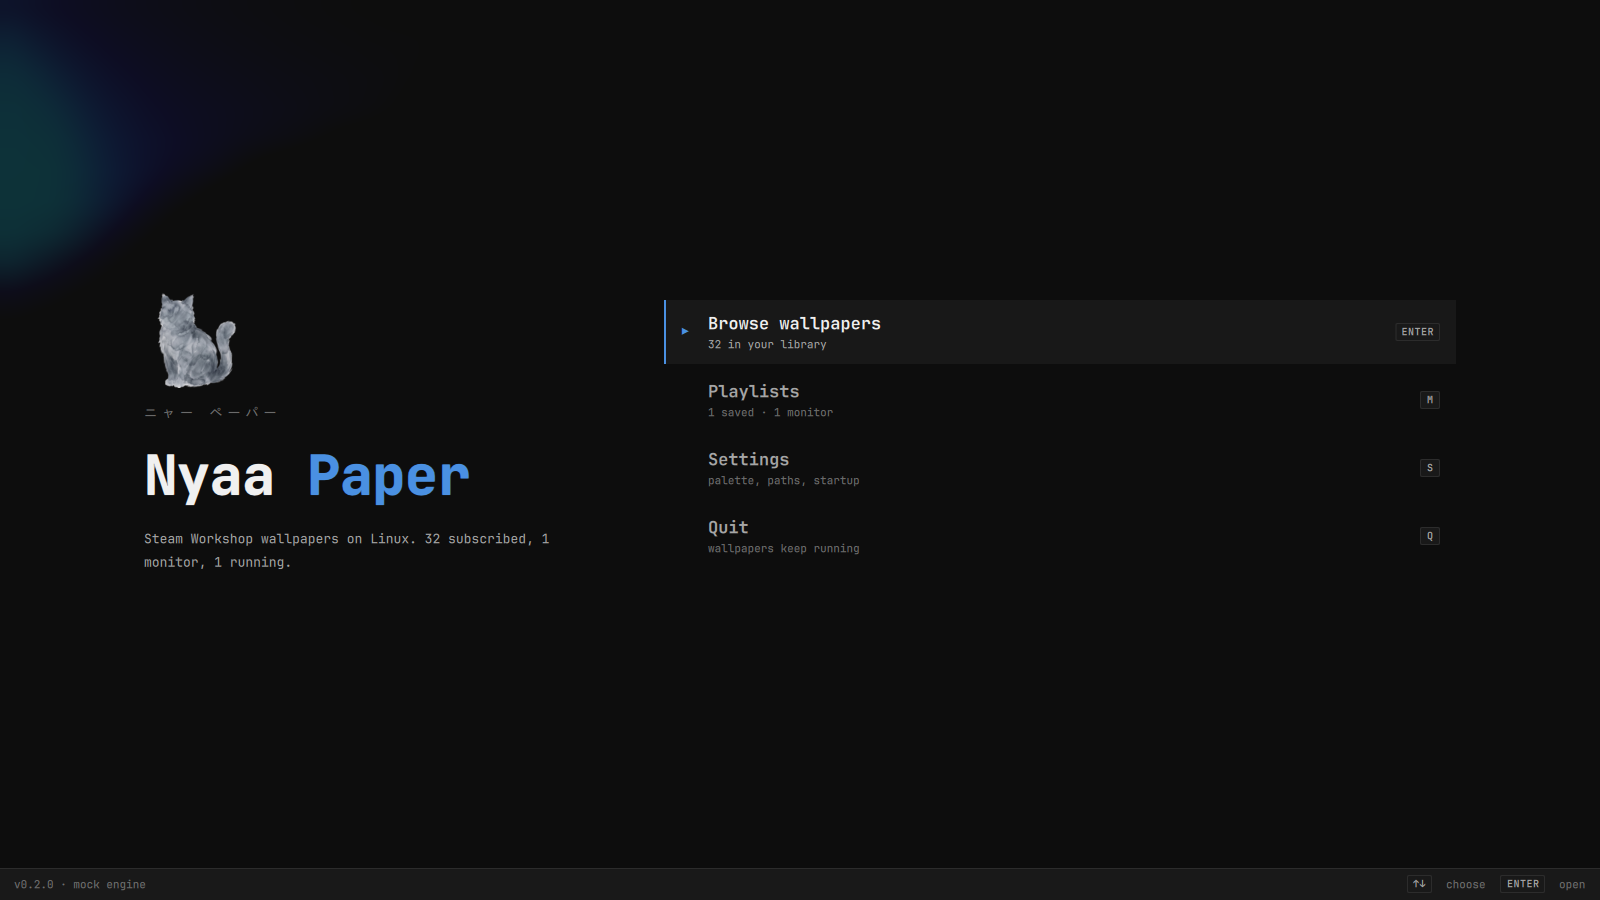 ニャー ペーパー
Nyaa Paper
Steam Workshop wallpapers on Linux. 32 subscribed, 1
monitor, 1 running.
▶ Browse wallpapers ENTER
32 in your library
Playlists M
1 saved · 1 monitor
Settings S
palette, paths, startup
Quit Q
wallpapers keep running
v0.2.0 · mock engine
↑↓ choose ENTER open